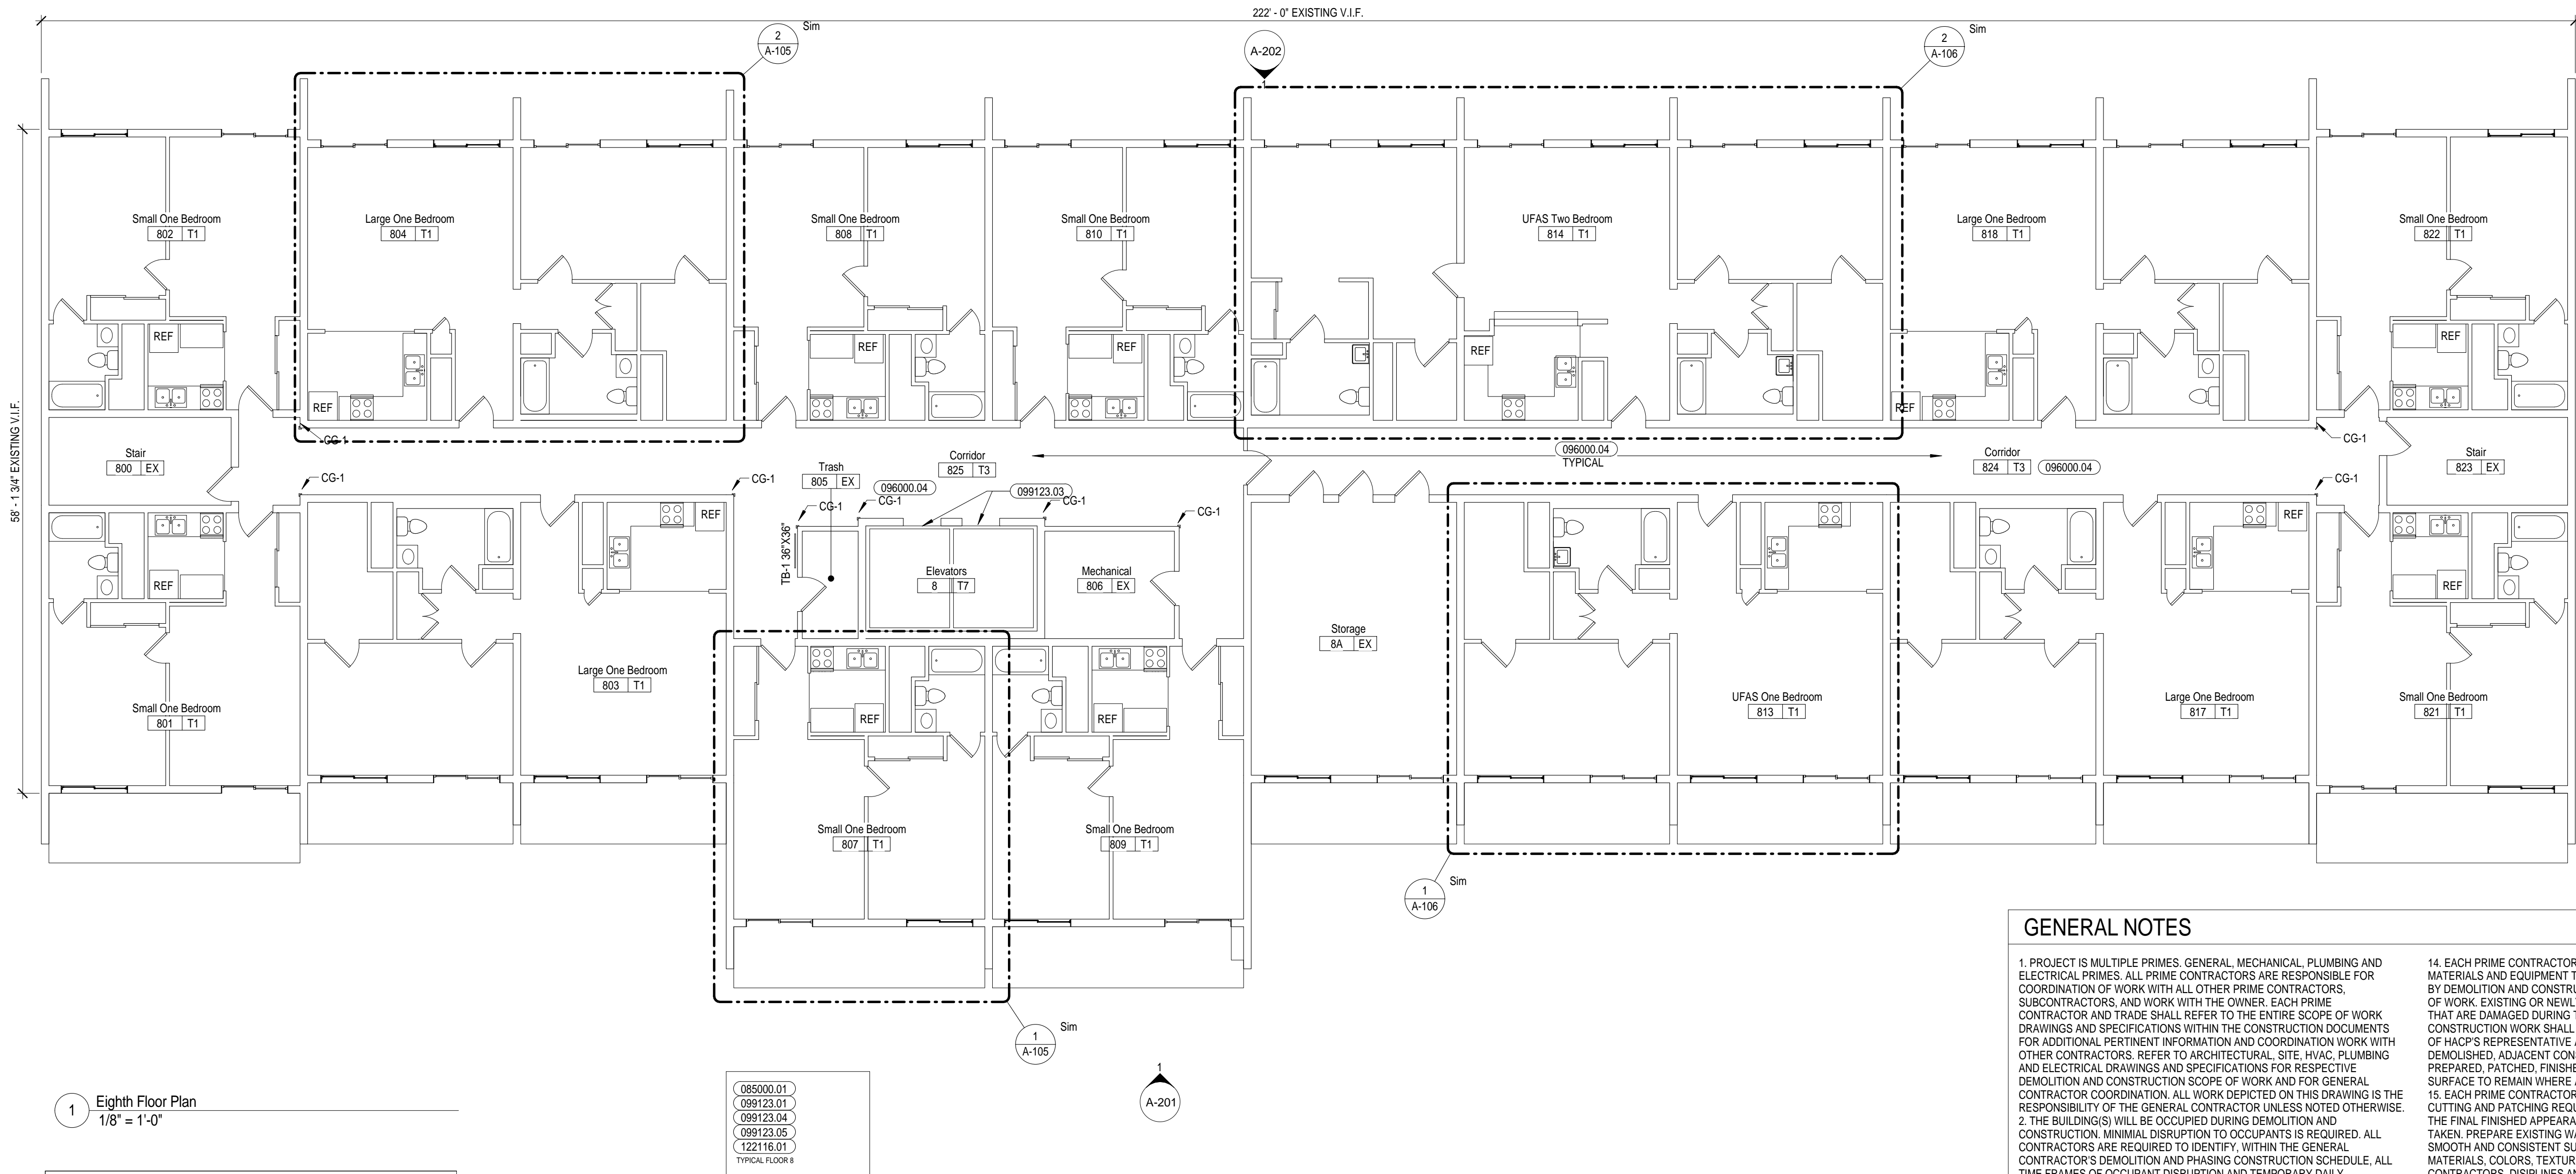 222' - 0" EXISTING V.I.F.
2
A-105
Sim
A-202
1
2
A-106
Sim
58' - 1 3/4" EXISTING V.I.F.
Small One Bedroom
802 T1
Large One Bedroom
804 T1
Small One Bedroom
808 T1
Small One Bedroom
810 T1
UFAS Two Bedroom
814 T1
Large One Bedroom
818 T1
Small One Bedroom
822 T1
REF
REF
REF
REF
REF
REF
REF
CG-1
CG-1
Stair
800 EX
CG-1
CG-1
Trash
805 EX
Corridor
825 T3
096000.04
099123.03
CG-1
CG-1
CG-1
CG-1
096000.04
TYPICAL
Corridor
824 T3
096000.04
Stair
823 EX
CG-1
TB-1 36"X36"
REF
REF
REF
REF
REF
Elevators
8 T7
Mechanical
806 EX
Storage
8A EX
Large One Bedroom
803 T1
Small One Bedroom
801 T1
REF
REF
UFAS One Bedroom
813 T1
Large One Bedroom
817 T1
Small One Bedroom
821 T1
Small One Bedroom
807 T1
Small One Bedroom
809 T1
1
A-106
Sim
1
A-105
Sim
1
A-201
1
Eighth Floor Plan
1/8" = 1'-0"
085000.01
099123.01
099123.04
099123.05
122116.01
TYPICAL FLOOR 8
GENERAL NOTES
1. PROJECT IS MULTIPLE PRIMES. GENERAL, MECHANICAL, PLUMBING AND
ELECTRICAL PRIMES. ALL PRIME CONTRACTORS ARE RESPONSIBLE FOR
COORDINATION OF WORK WITH ALL OTHER PRIME CONTRACTORS,
SUBCONTRACTORS, AND WORK WITH THE OWNER. EACH PRIME
CONTRACTOR AND TRADE SHALL REFER TO THE ENTIRE SCOPE OF WORK
DRAWINGS AND SPECIFICATIONS WITHIN THE CONSTRUCTION DOCUMENTS
FOR ADDITIONAL PERTINENT INFORMATION AND COORDINATION WORK WITH
OTHER CONTRACTORS. REFER TO ARCHITECTURAL, SITE, HVAC, PLUMBING
AND ELECTRICAL DRAWINGS AND SPECIFICATIONS FOR RESPECTIVE
DEMOLITION AND CONSTRUCTION SCOPE OF WORK AND FOR GENERAL
CONTRACTOR COORDINATION. ALL WORK DEPICTED ON THIS DRAWING IS THE
RESPONSIBILITY OF THE GENERAL CONTRACTOR UNLESS NOTED OTHERWISE.
2. THE BUILDING(S) WILL BE OCCUPIED DURING DEMOLITION AND
CONSTRUCTION. MINIMAL DISRUPTION TO OCCUPANTS IS REQUIRED. ALL
CONTRACTORS ARE REQUIRED TO IDENTIFY, WITHIN THE GENERAL
CONTRACTOR'S DEMOLITION AND PHASING CONSTRUCTION SCHEDULE, ALL
TIME FRAMES OF OCCUPANT DISRUPTION AND TEMPORARY DAILY
14. EACH PRIME CONTRACTOR
MATERIALS AND EQUIPMENT
BY DEMOLITION AND
OF WORK. EXISTING OR
THAT ARE DAMAGED DURING
CONSTRUCTION WORK SHALL
OF HACP'S REPRESENTATIVE
DEMOLISHED, ADJACENT
PREPARED, PATCHED,
SURFACE TO REMAIN WHERE
15. EACH PRIME CONTRACTOR
CUTTING AND PATCHING
THE FINAL FINISHED
TAKEN. PREPARE EXISTING
SMOOTH AND CONSISTENT
MATERIALS, COLORS,
CONTRACTORS, DISIPLINES